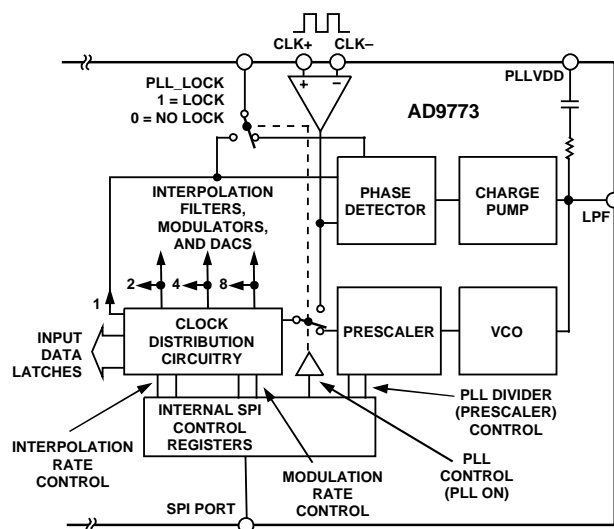 CLK+ CLK–
PLL_LOCK
1 = LOCK
0 = NO LOCK
PLLVDD
+ –
AD9773
INTERPOLATION
FILTERS,
MODULATORS,
AND DACS
PHASE
DETECTOR
CHARGE
PUMP
LPF
2 4 8
1
CLOCK
DISTRIBUTION
CIRCUITRY
PRESCALER
VCO
INPUT
DATA
LATCHES
INTERNAL SPI
CONTROL
REGISTERS
PLL DIVIDER
(PRESCALER)
CONTROL
INTERPOLATION
RATE
CONTROL
MODULATION
RATE
CONTROL
PLL
CONTROL
(PLL ON)
SPI PORT